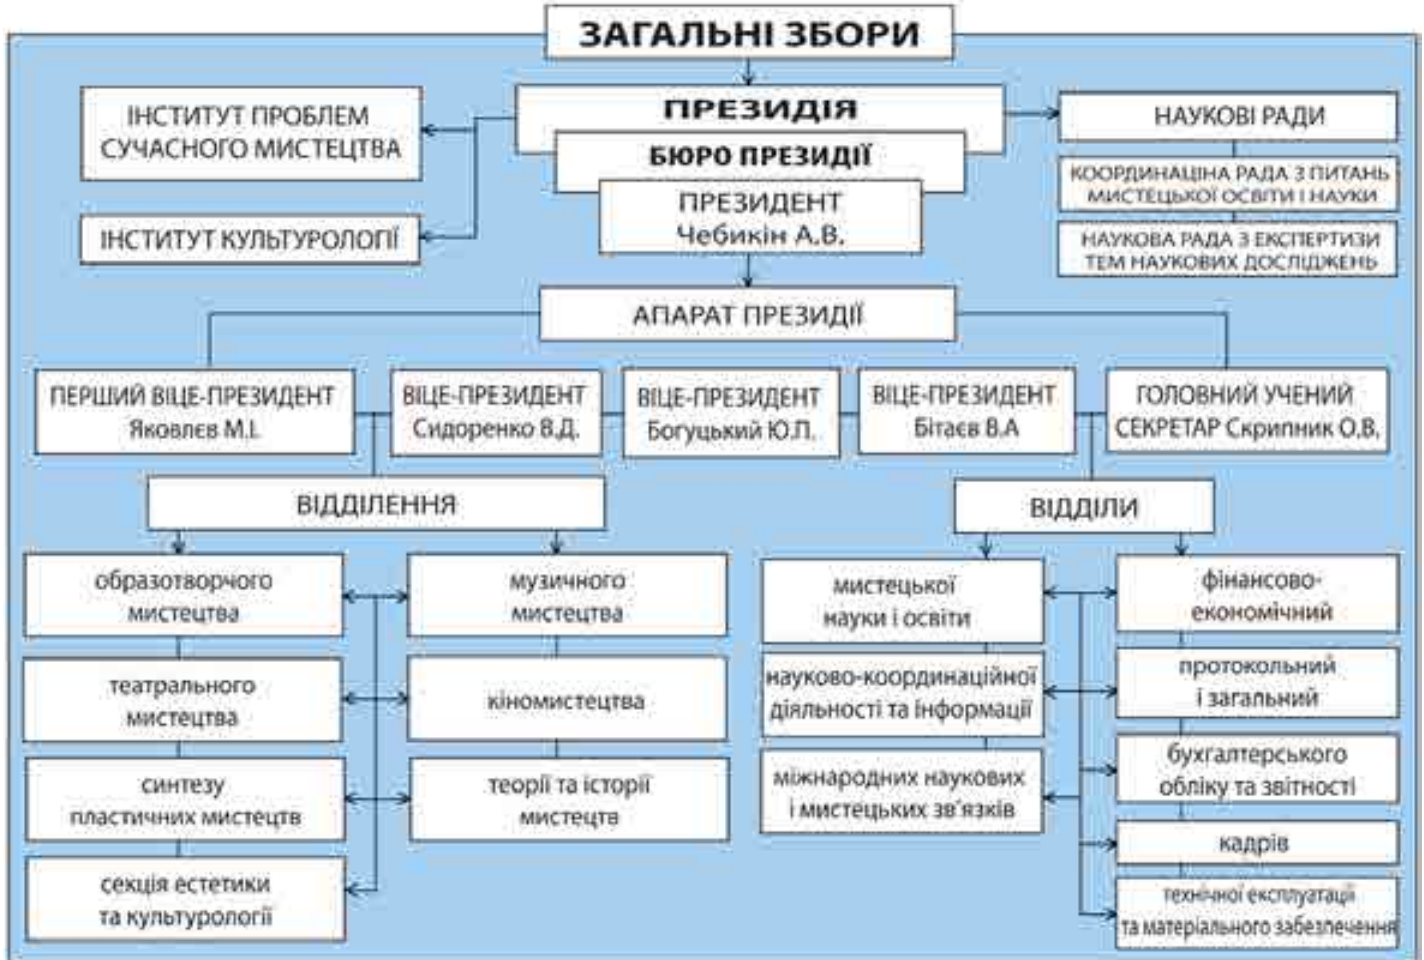 ЗАГАЛЬНІ ЗБОРИ
ПРЕЗИДІЯ
БЮРО ПРЕЗИДІЇ
ПРЕЗИДЕНТ
Чебикін А.В.
ІНСТИТУТ ПРОБЛЕМ
СУЧАСНОГО МИСТЕЦТВА
ІНСТИТУТ КУЛЬТУРОЛОГІЇ
НАУКОВІ РАДИ
КООРДИНАЦІНА РАДА З ПИТАНЬ
МИСТЕЦЬКОЇ ОСВІТИ І НАУКИ
НАУКОВА РАДА З ЕКСПЕРТИЗИ
ТЕМ НАУКОВИХ ДОСЛІДЖЕНЬ
АПАРАТ ПРЕЗИДІЇ
ПЕРШИЙ ВІЦЕ-ПРЕЗИДЕНТ
Яковлєв М.І.
ВІЦЕ-ПРЕЗИДЕНТ
Сидоренко В.Д.
ВІЦЕ-ПРЕЗИДЕНТ
Богуцький Ю.П.
ВІЦЕ-ПРЕЗИДЕНТ
Бітаєв В.А
ГОЛОВНИЙ УЧЕНИЙ
СЕКРЕТАР Скрипник О.В.
ВІДДІЛЕННЯ
образотворчого
мистецтва
музичного
мистецтва
театрального
мистецтва
кіномистецтва
синтезу
пластичних мистецтв
теорії та історії
мистецтв
секція естетики
та культурології
ВІДДІЛИ
мистецької
науки і освіти
фінансово-
економічний
науково-координаційної
діяльності та інформації
протокольний
і загальний
міжнародних наукових
і мистецьких зв'язків
бухгалтерського
обліку та звітності
кадрів
технічної експлуатації
та матеріального забезпечення